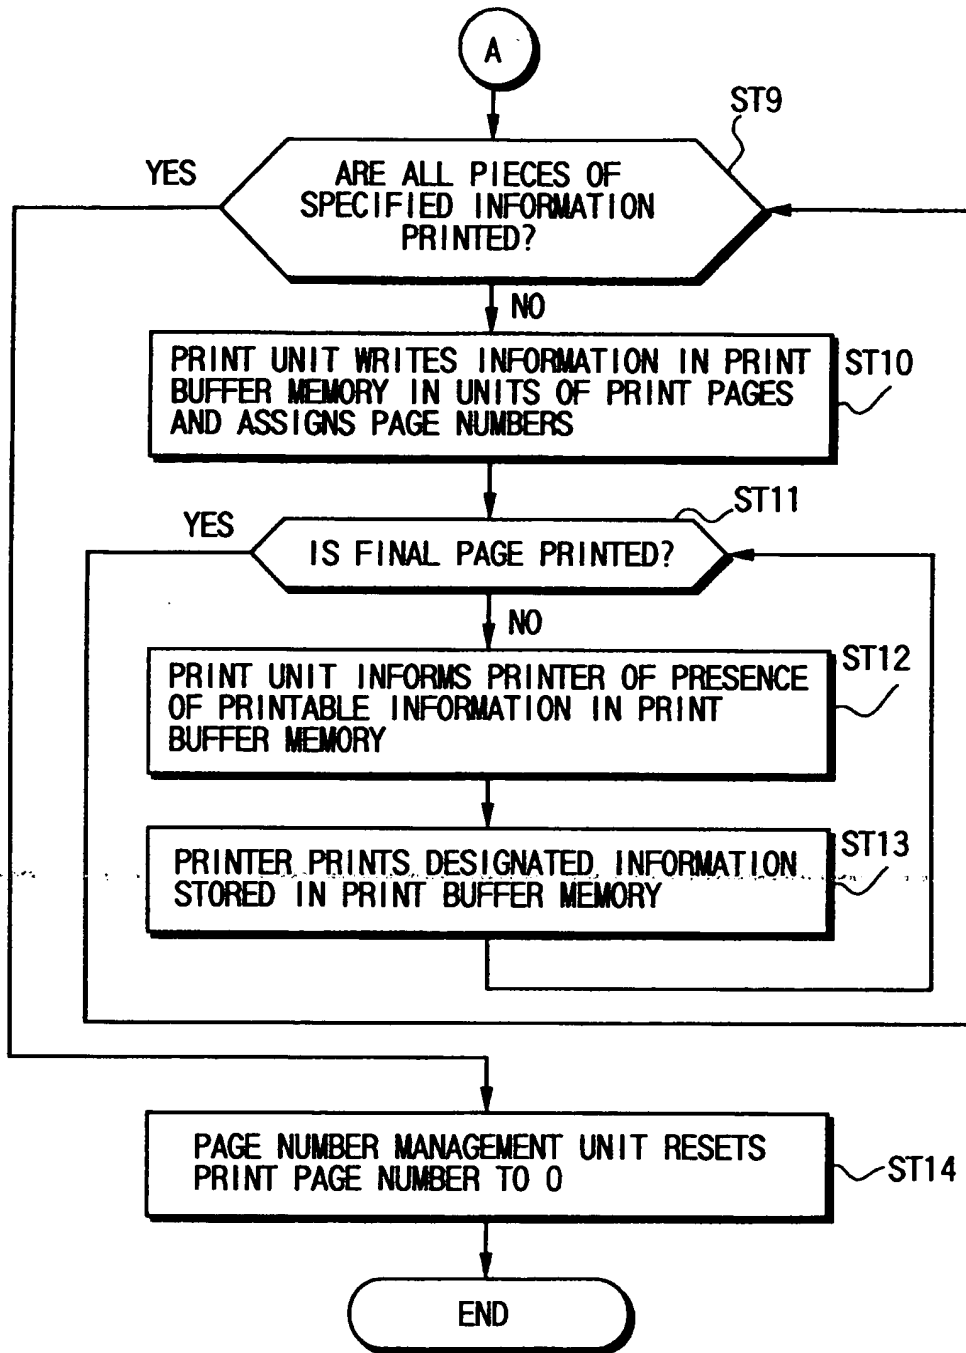 A
ST9
YES
ARE ALL PIECES OF
SPECIFIED INFORMATION
PRINTED?
NO
PRINT UNIT WRITES INFORMATION IN PRINT
BUFFER MEMORY IN UNITS OF PRINT PAGES
AND ASSIGNS PAGE NUMBERS
ST10
ST11
YES
IS FINAL PAGE PRINTED?
NO
PRINT UNIT INFORMS PRINTER OF PRESENCE
OF PRINTABLE INFORMATION IN PRINT
BUFFER MEMORY
ST12
PRINTER PRINTS DESIGNATED INFORMATION
STORED IN PRINT BUFFER MEMORY
ST13
PAGE NUMBER MANAGEMENT UNIT RESETS
PRINT PAGE NUMBER TO 0
ST14
END